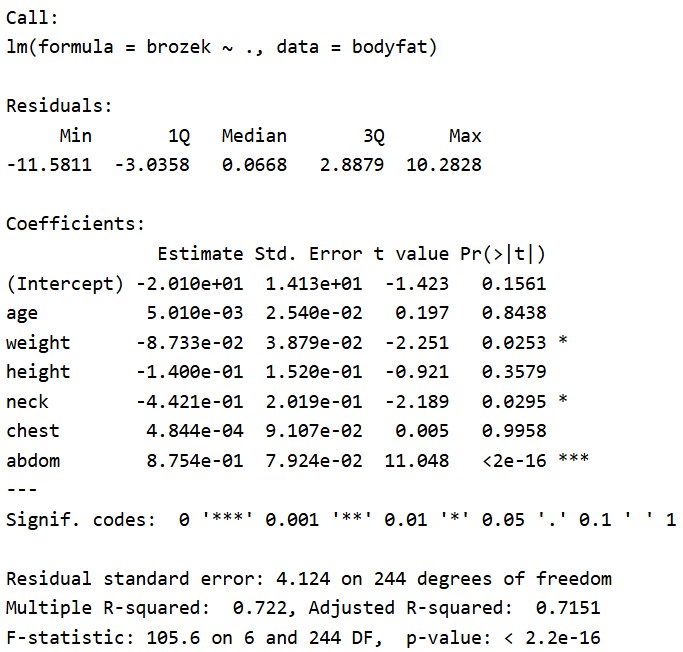 Call:
lm(formula = brozek ~ ., data = bodyfat)
Residuals:
     Min       1Q   Median       3Q      Max
-11.5811  -3.0358   0.0668   2.8879  10.2828
Coefficients:
              Estimate Std. Error t value Pr(>|t|)
(Intercept) -2.010e+01  1.413e+01  -1.423   0.1561
age          5.010e-03  2.540e-02   0.197   0.8438
weight      -8.733e-02  3.879e-02  -2.251   0.0253 *
height      -1.400e-01  1.520e-01  -0.921   0.3579
neck        -4.421e-01  2.019e-01  -2.189   0.0295 *
chest        4.844e-04  9.107e-02   0.005   0.9958
abdom        8.754e-01  7.924e-02  11.048   <2e-16 ***
---
Signif. codes:  0 '***' 0.001 '**' 0.01 '*' 0.05 '.' 0.1 ' ' 1
Residual standard error: 4.124 on 244 degrees of freedom
Multiple R-squared:  0.722, Adjusted R-squared:  0.7151
F-statistic: 105.6 on 6 and 244 DF,  p-value: < 2.2e-16